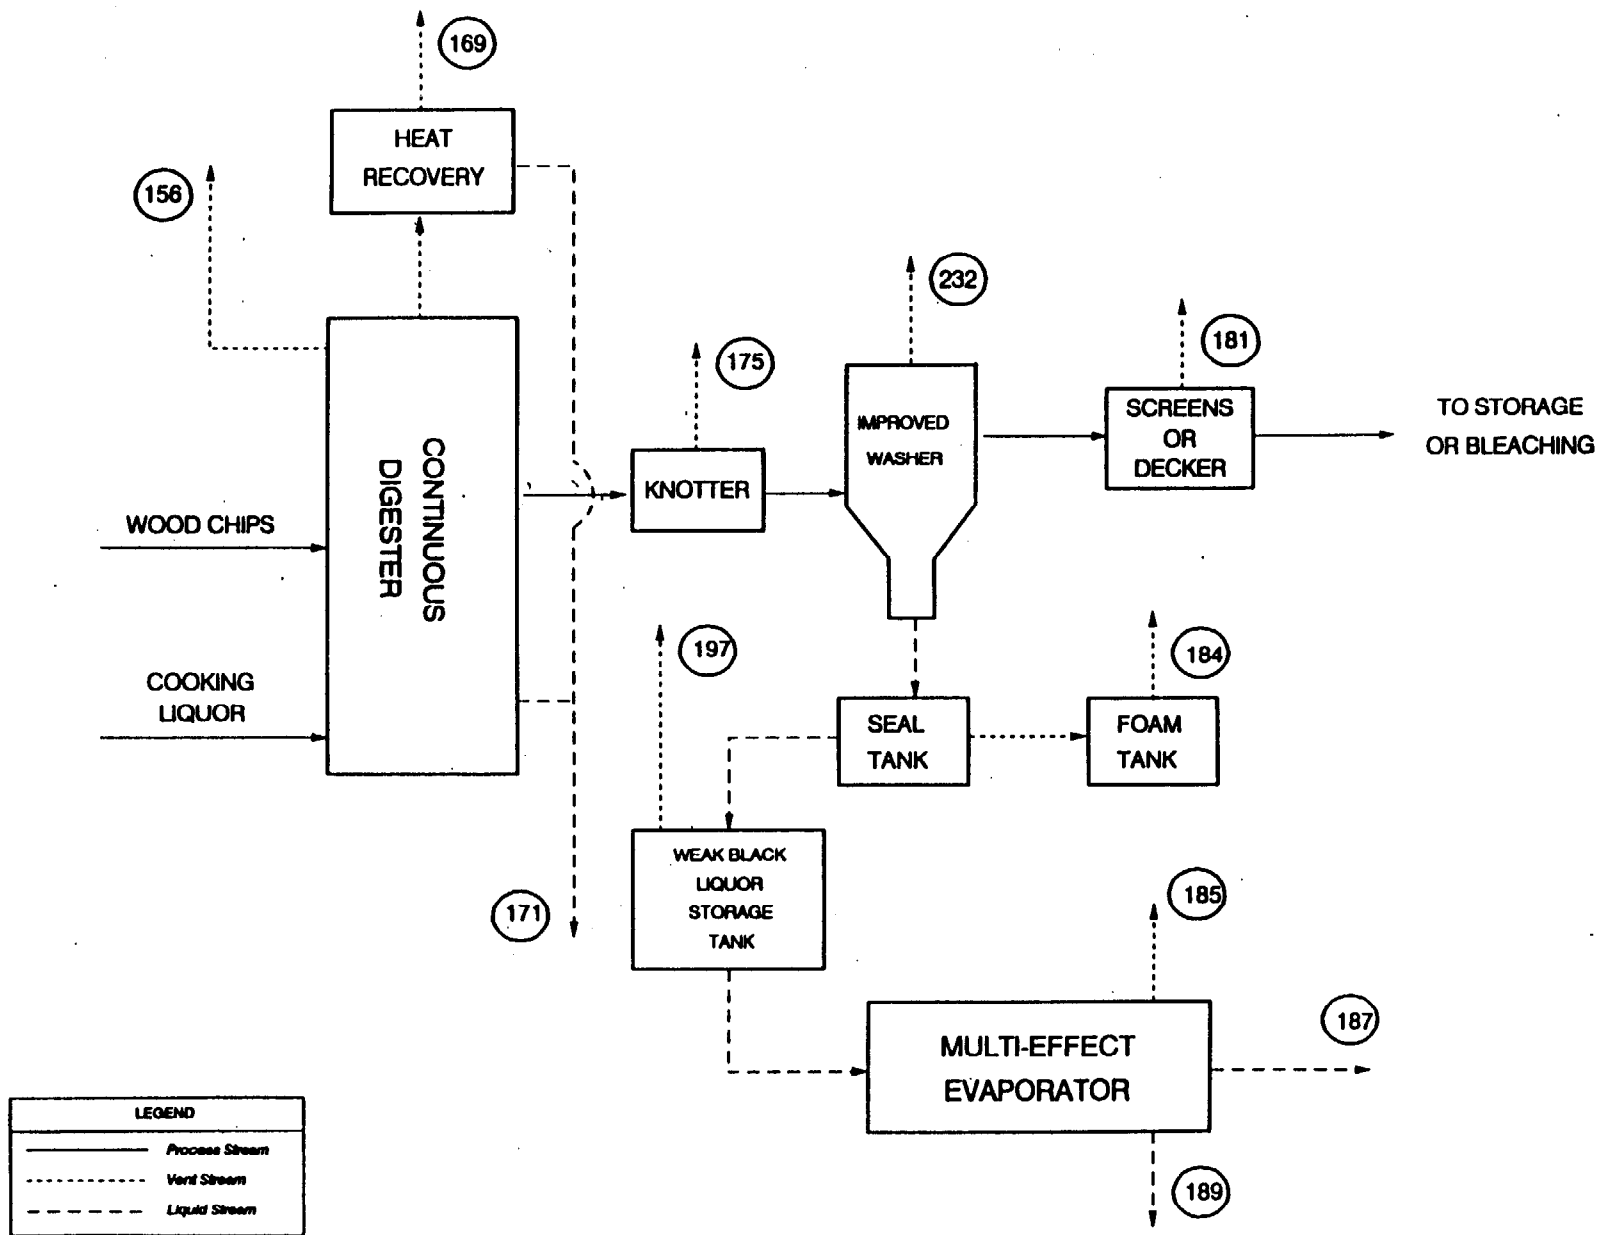 169
HEAT
RECOVERY
156
232
181
175
CONTINUOUS
DIGESTER
IMPROVED
WASHER
SCREENS
OR
DECKER
TO STORAGE
OR BLEACHING
KNOTTER
WOOD CHIPS
COOKING
LIQUOR
197
184
SEAL
TANK
FOAM
TANK
WEAK BLACK
LIQUOR
STORAGE
TANK
171
185
187
MULTI-EFFECT
EVAPORATOR
189
LEGEND
Process Stream
Vent Stream
Liquid Stream